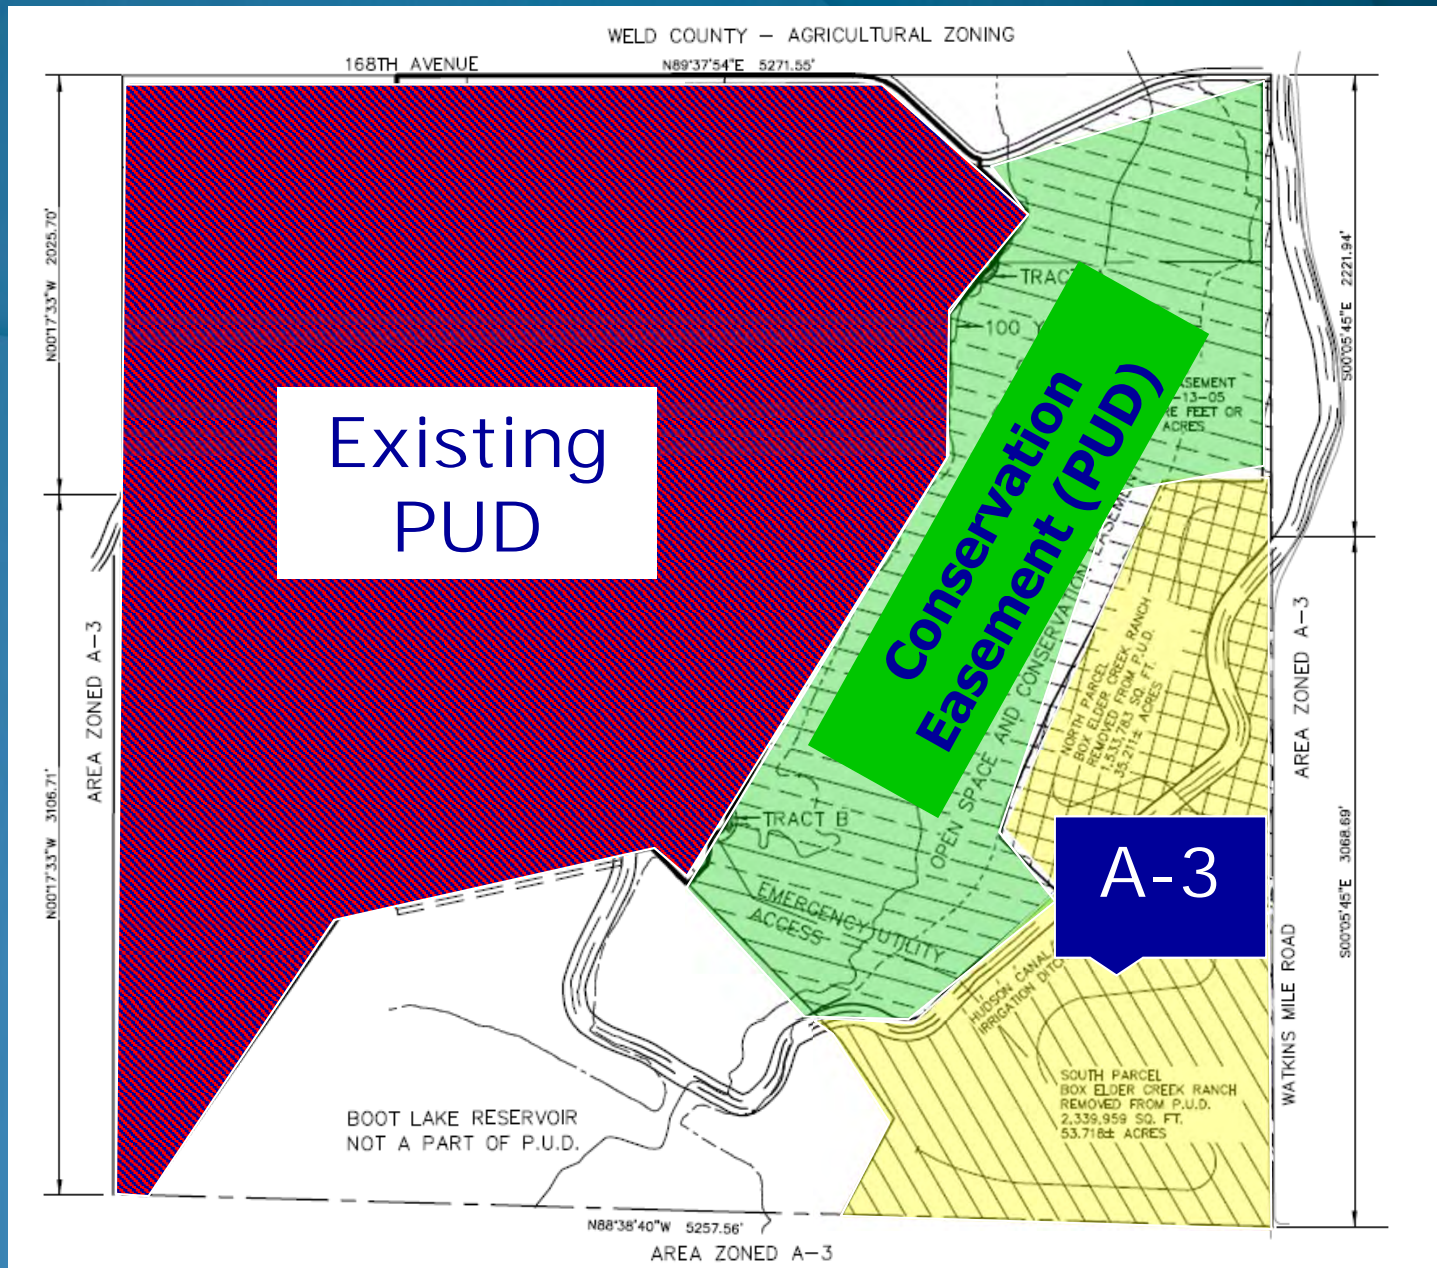 WELD COUNTY – AGRICULTURAL ZONING
168TH AVENUE
N89°37'54"E 5271.55'
N00°17'33"W 2025.70'
S00°05'45"E 2221.94'
TRACT
100 Y
ASEMENT
-13-05
RE FEET OR
ACRES
Existing
PUD
Conservation
Easement (PUD)
OPEN SPACE AND CONSERVATION EASEME
NORTH PARCEL
BOX ELDER CREEK RANCH
REMOVED FROM P.U.D.
1,533,783 SQ. FT.
35.211± ACRES
AREA ZONED A-3
AREA ZONED A-3
N00°17'33"W 3106.71'
S00°05'45"E 3068.69'
TRACT B
EMERGENCY/UTILITY
ACCESS
A-3
HUDSON CANAL
IRRIGATION DITC
WATKINS MILE ROAD
SOUTH PARCEL
BOX ELDER CREEK RANCH
REMOVED FROM P.U.D.
2,339,959 SQ. FT.
53.718± ACRES
BOOT LAKE RESERVOIR
NOT A PART OF P.U.D.
N88°38'40"W 5257.56'
AREA ZONED A-3